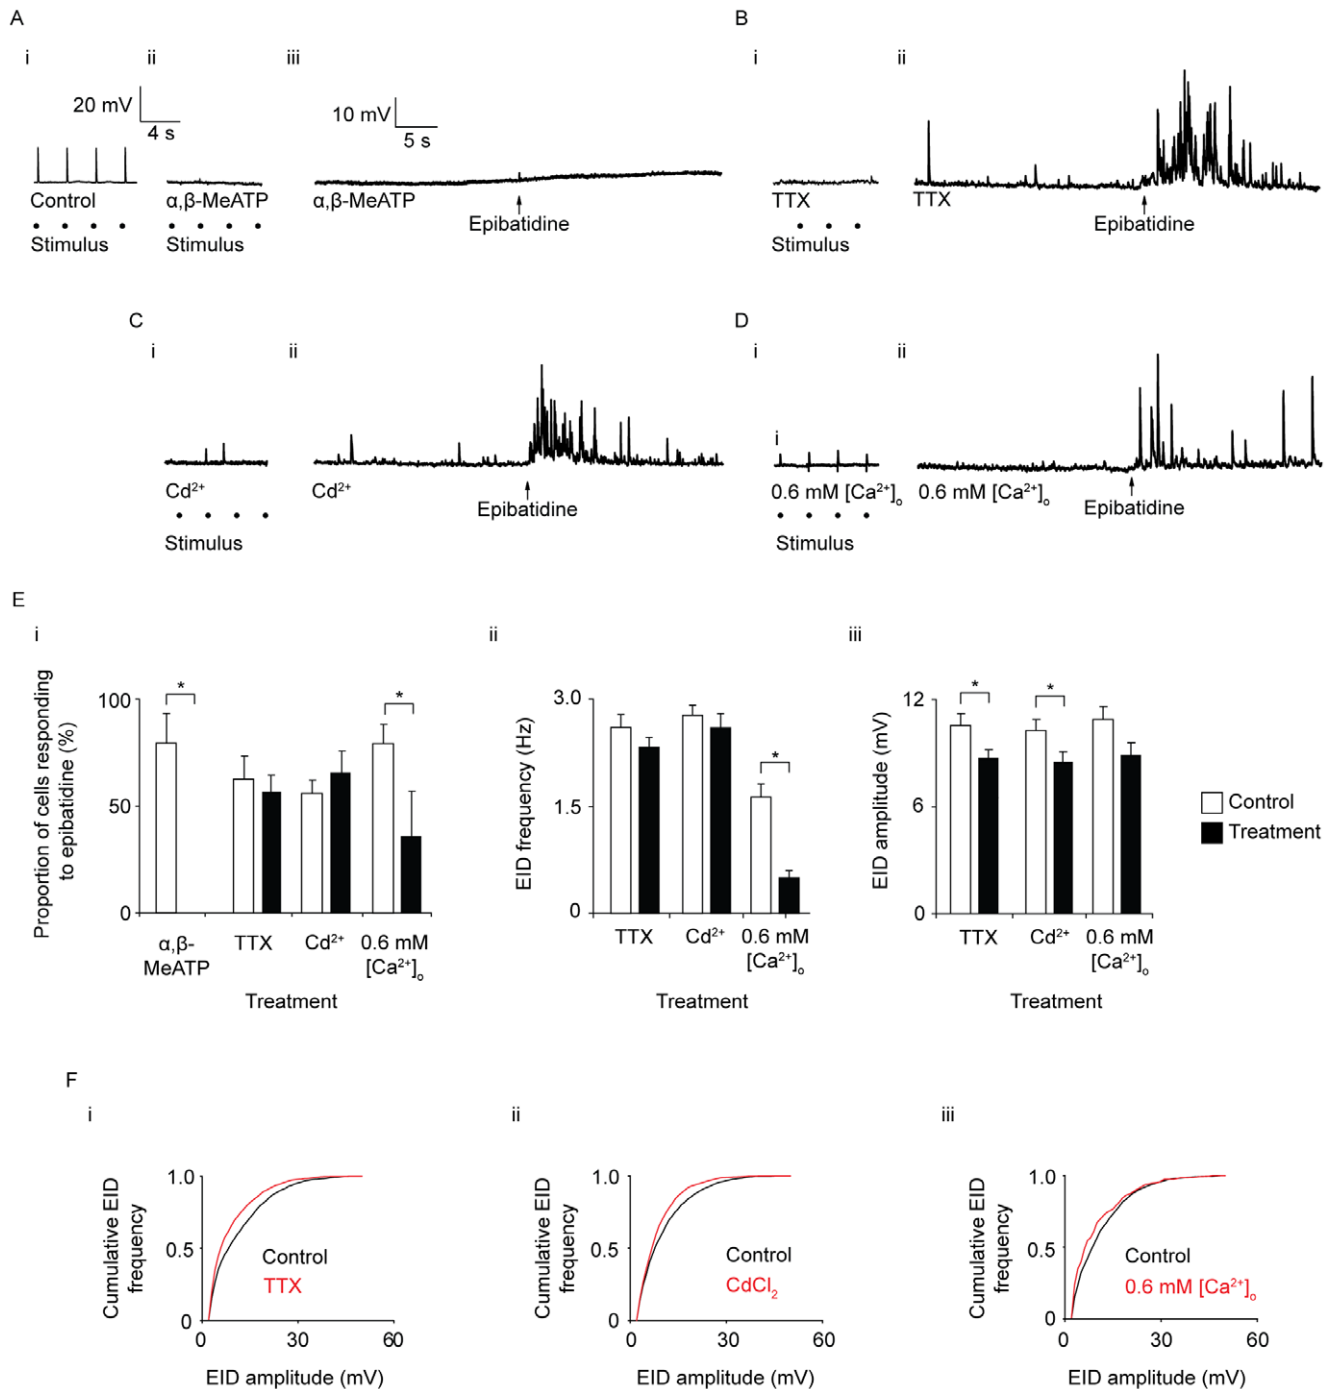 A
B
i
ii
iii
i
ii
20 mV
4 s
10 mV
5 s
Control
α,β-MeATP
α,β-MeATP
TTX
TTX
Epibatidine
Epibatidine
Stimulus
Stimulus
Stimulus
C
D
i
ii
i
ii
i
Cd²⁺
Cd²⁺
0.6 mM [Ca²⁺]ₒ
0.6 mM [Ca²⁺]ₒ
Epibatidine
Epibatidine
Stimulus
Stimulus
E
i
ii
iii
Proportion of cells responding
to epibatidine (%)
100
50
0
*
*
α,β-
MeATP
TTX
Cd²⁺
0.6 mM
[Ca²⁺]ₒ
Treatment
EID frequency (Hz)
3.0
1.5
0
*
TTX
Cd²⁺
0.6 mM
[Ca²⁺]ₒ
Treatment
EID amplitude (mV)
12
6
0
*
*
TTX
Cd²⁺
0.6 mM
[Ca²⁺]ₒ
Treatment
Control
Treatment
F
i
ii
iii
Cumulative EID
frequency
1.0
0.5
0
Control
TTX
0
30
60
EID amplitude (mV)
Cumulative EID
frequency
1.0
0.5
0
Control
CdCl₂
0
30
60
EID amplitude (mV)
Cumulative EID
frequency
1.0
0.5
0
Control
0.6 mM [Ca²⁺]ₒ
0
30
60
EID amplitude (mV)